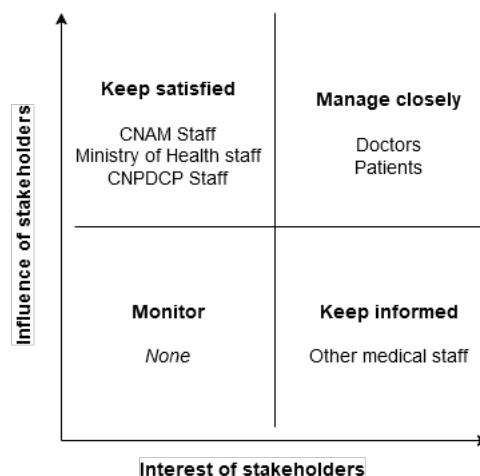 Influence of stakeholders
Keep satisfied
CNAM Staff
Ministry of Health staff
CNPDCP Staff
Manage closely
Doctors
Patients
Monitor
None
Keep informed
Other medical staff
Interest of stakeholders